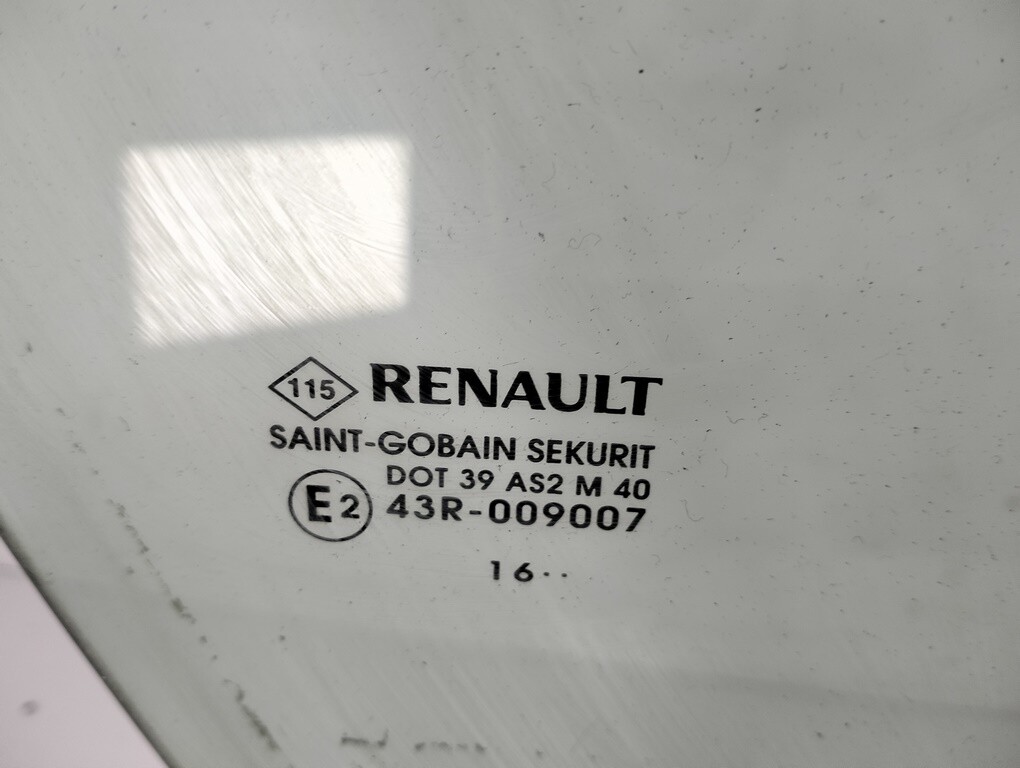 115 RENAULT
SAINT-GOBAIN SEKURIT
DOT 39 AS2 M 40
E2 43R-009007
16··